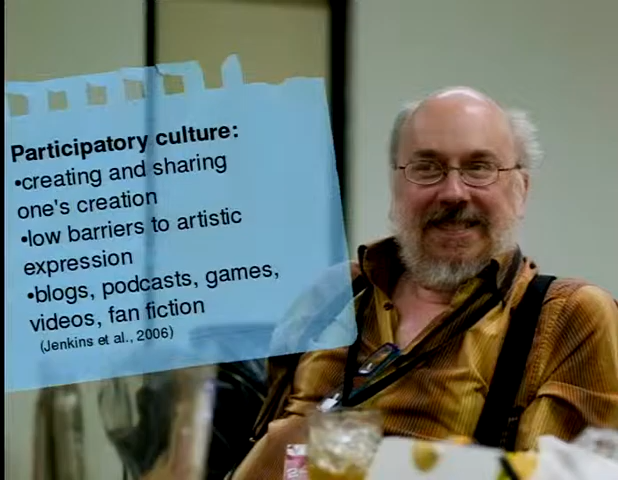 Participatory culture:
•creating and sharing
one's creation
•low barriers to artistic
expression
•blogs, podcasts, games,
videos, fan fiction
(Jenkins et al., 2006)